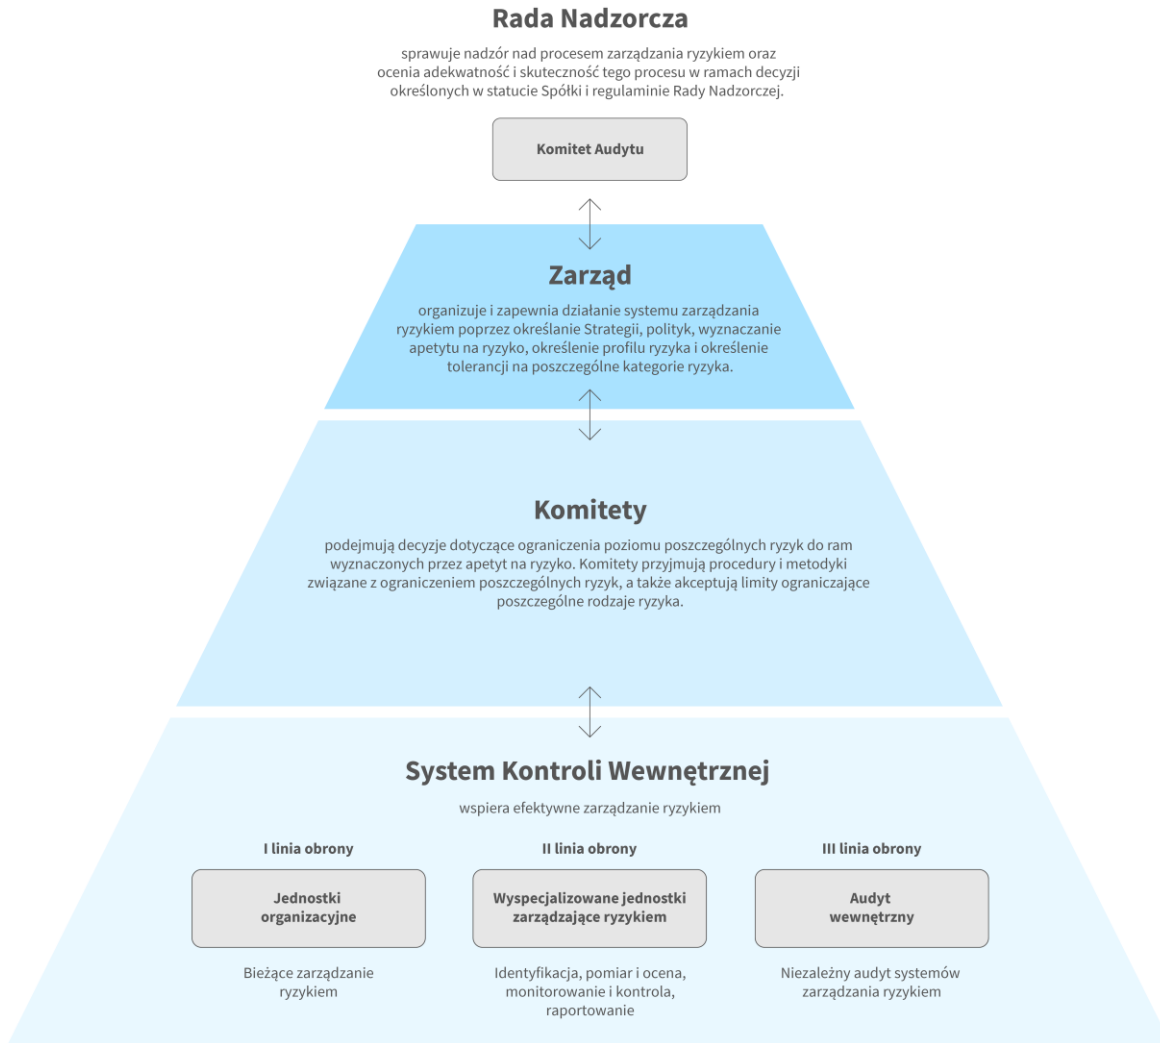 Rada Nadzorcza
sprawuje nadzór nad procesem zarządzania ryzykiem oraz
ocenia adekwatność i skuteczność tego procesu w ramach decyzji
określonych w statucie Spółki i regulaminie Rady Nadzorczej.
Komitet Audytu
Zarząd
organizuje i zapewnia działanie systemu zarządzania
ryzykiem poprzez określanie Strategii, polityk, wyznaczanie
apetytu na ryzyko, określenie profilu ryzyka i określenie
tolerancji na poszczególne kategorie ryzyka.
Komitety
podejmują decyzje dotyczące ograniczenia poziomu poszczególnych ryzyk do ram
wyznaczonych przez apetyt na ryzyko. Komitety przyjmują procedury i metodyki
związane z ograniczeniem poszczególnych ryzyk, a także akceptują limity ograniczające
poszczególne rodzaje ryzyka.
System Kontroli Wewnętrznej
wspiera efektywne zarządzanie ryzykiem
I linia obrony
Jednostki
organizacyjne
Bieżące zarządzanie
ryzykiem
II linia obrony
Wyspecjalizowane jednostki
zarządzające ryzykiem
Identyfikacja, pomiar i ocena,
monitorowanie i kontrola,
raportowanie
III linia obrony
Audyt
wewnętrzny
Niezależny audyt systemów
zarządzania ryzykiem